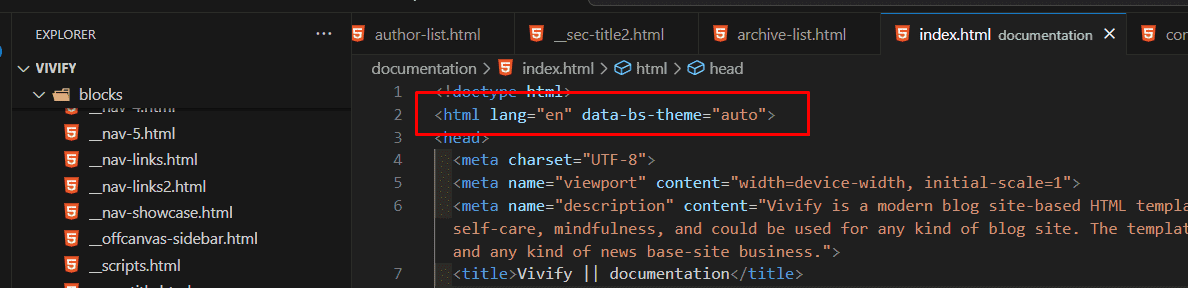 EXPLORER
VIVIFY
blocks
__nav-5.html
__nav-links.html
__nav-links2.html
__nav-showcase.html
__offcanvas-sidebar.html
__scripts.html
author-list.html
__sec-title2.html
archive-list.html
index.html documentation
documentation > index.html > html > head
1 <!doctype html>
2 <html lang="en" data-bs-theme="auto">
3 <head>
4 <meta charset="UTF-8">
5 <meta name="viewport" content="width=device-width, initial-scale=1">
6 <meta name="description" content="Vivify is a modern blog site-based HTML templa
self-care, mindfulness, and could be used for any kind of blog site. The templat
and any kind of news base-site business.">
7 <title>Vivify || documentation</title>